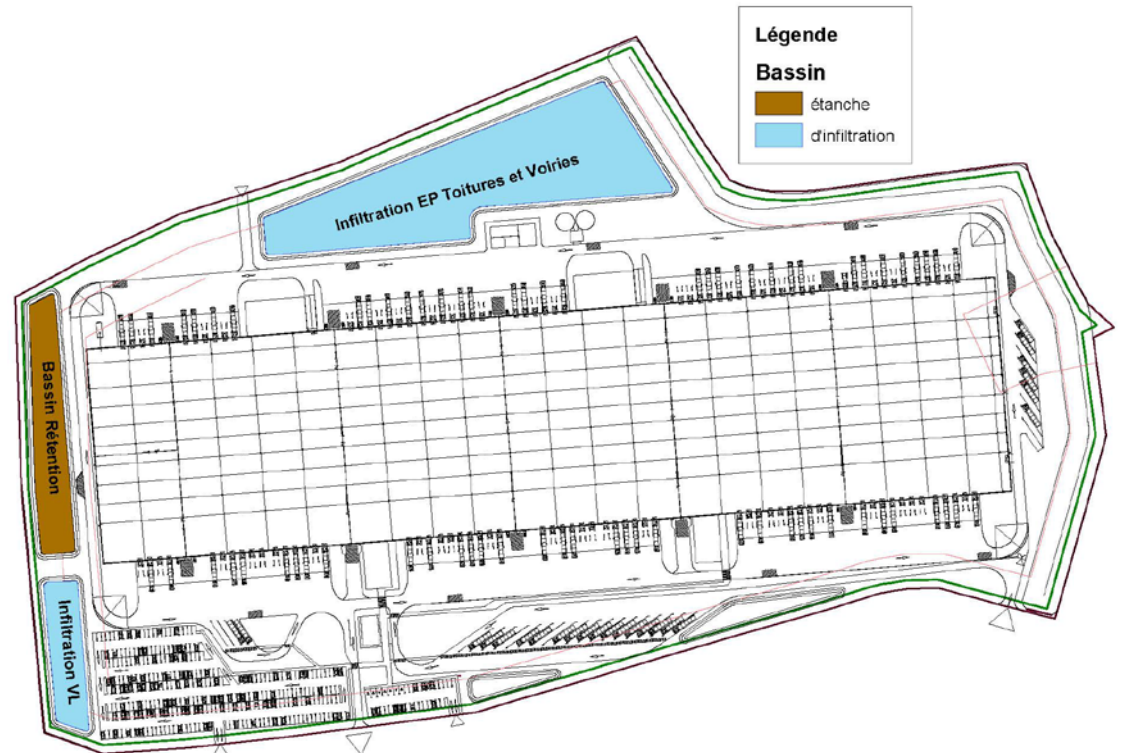 Légende
Bassin
étanche
d'infiltration
Infiltration EP Toitures et Voiries
Bassin Rétention
Infiltration VL